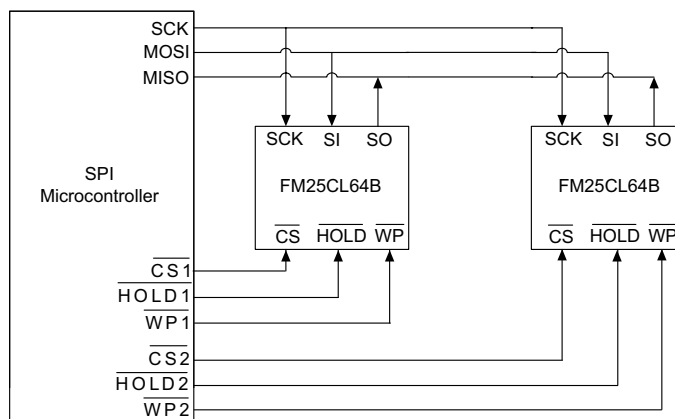 SCK
MOSI
MISO
SCK SI SO
SCK SI SO
FM25CL64B
FM25CL64B
SPI
Microcontroller
CS HOLD WP
CS HOLD WP
CS1
HOLD1
WP1
CS2
HOLD2
WP2